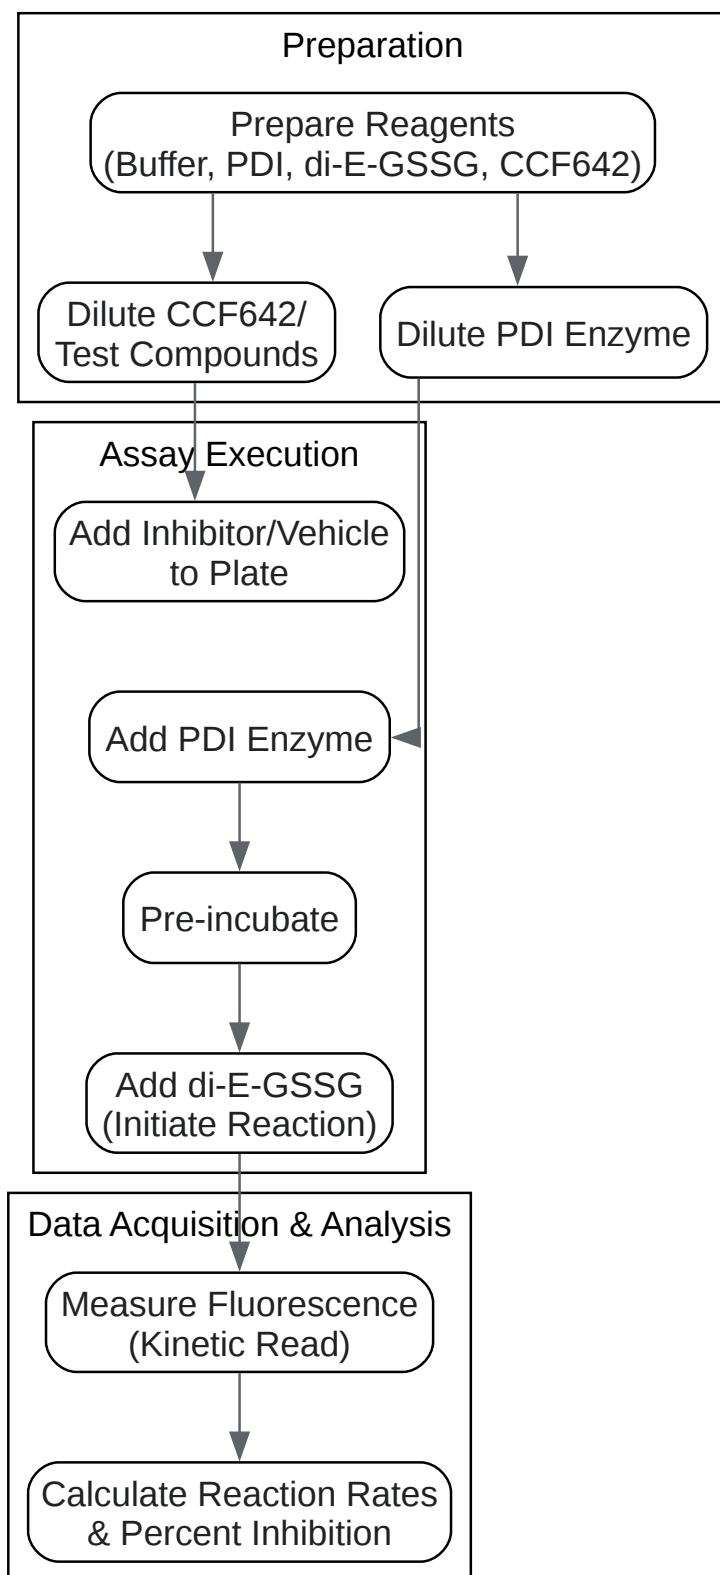 Preparation
Prepare Reagents
(Buffer, PDI, di-E-GSSG, CCF642)
Dilute CCF642/
Test Compounds
Dilute PDI Enzyme
Assay Execution
Add Inhibitor/Vehicle
to Plate
Add PDI Enzyme
Pre-incubate
Add di-E-GSSG
(Initiate Reaction)
Data Acquisition & Analysis
Measure Fluorescence
(Kinetic Read)
Calculate Reaction Rates
& Percent Inhibition